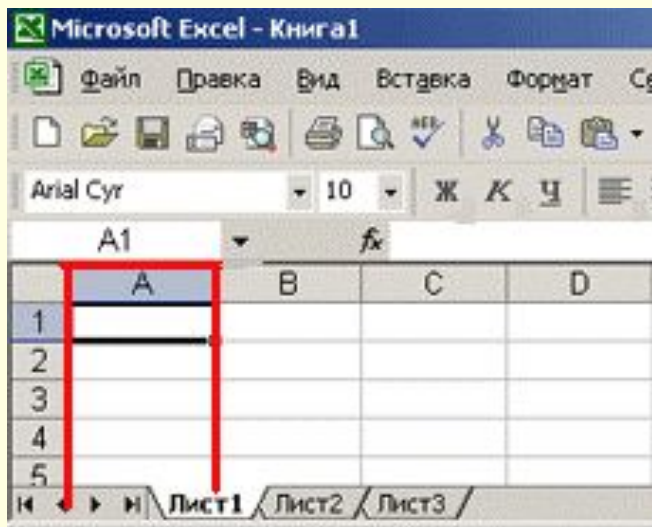 Microsoft Excel - Книга1
Файл Правка Вид Вставка Формат
Arial Cyr 10 Ж К Ч
A1 fx
A B C D
1
2
3
4
5
Лист1 Лист2 Лист3